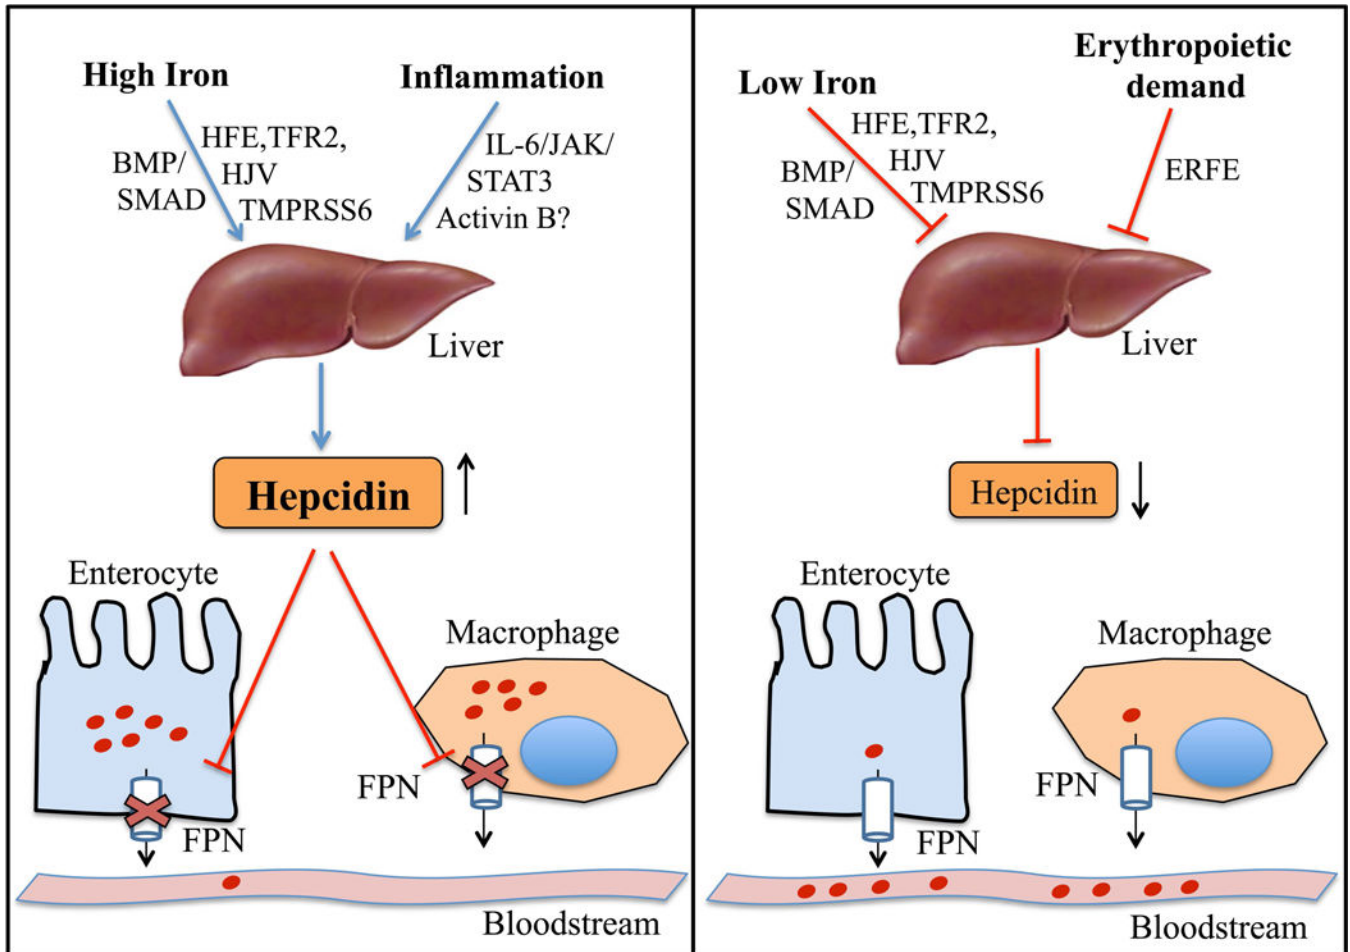 High Iron
Inflammation
HFE,TFR2,
BMP/
HJV
SMAD
TMPRSS6
IL-6/JAK/
STAT3
Activin B?
Liver
Hepcidin
Enterocyte
Macrophage
FPN
FPN
Bloodstream
Low Iron
Erythropoietic
demand
HFE,TFR2,
BMP/
HJV
SMAD
TMPRSS6
ERFE
Liver
Hepcidin
Enterocyte
Macrophage
FPN
FPN
Bloodstream